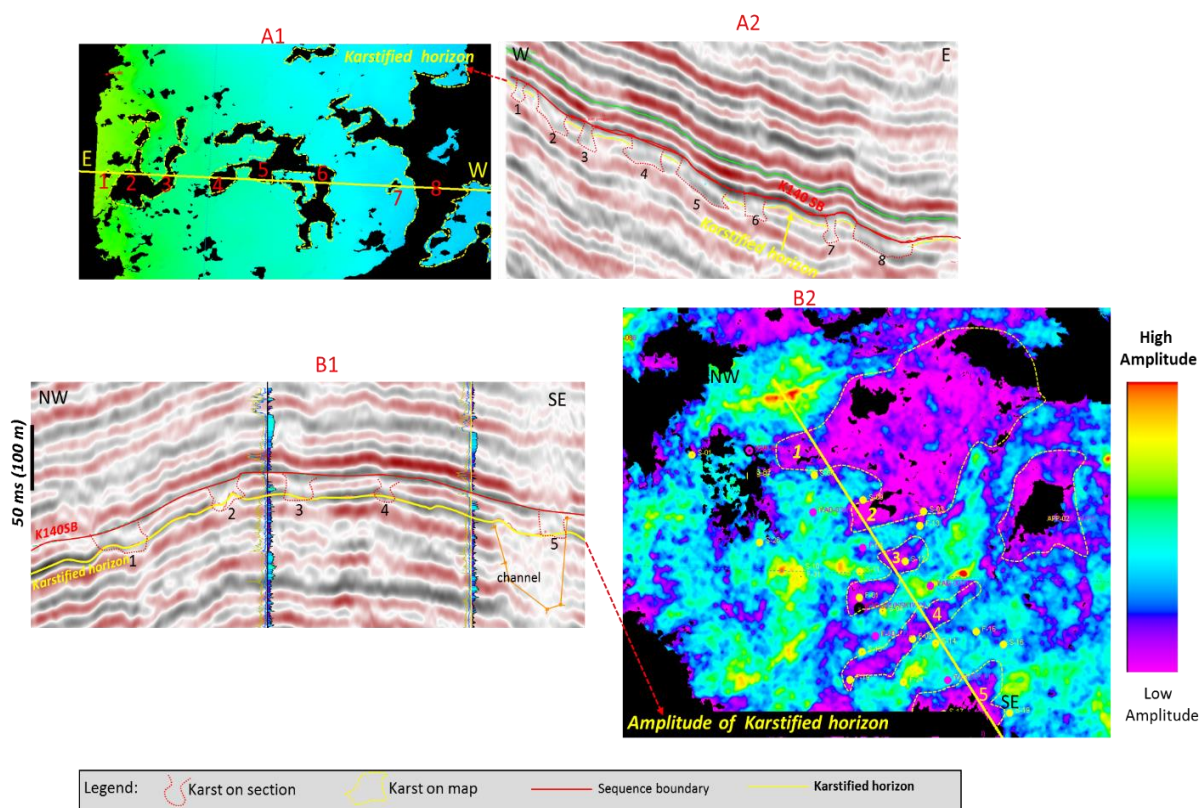 A1
Karstified horizon
E
W
1
2
3
4
5
6
7
8
A2
W
E
1
2
3
4
5
6
7
8
K140 SB
Karstified horizon
B1
NW
SE
50 ms (100 m)
K140SB
Karstified horizon
1
2
3
4
5
channel
B2
NW
1
2
3
4
5
SE
APP-02
Amplitude of Karstified horizon
High
Amplitude
Low
Amplitude
Legend:
Karst on section
Karst on map
Sequence boundary
Karstified horizon